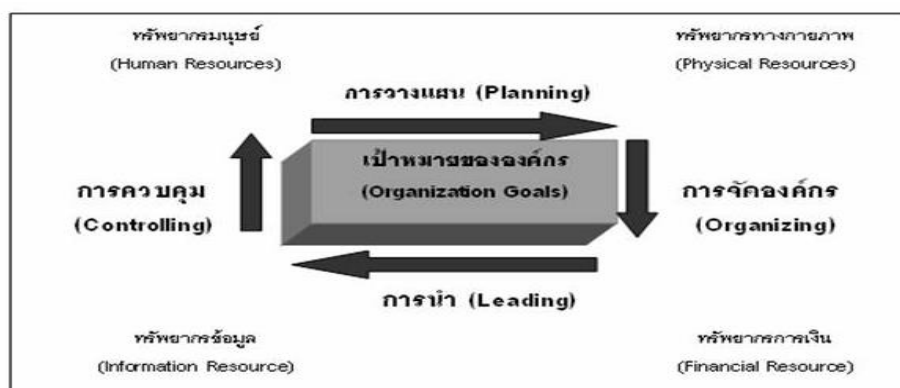 ทรัพยากรมนุษย์
(Human Resources)
ทรัพยากรทางกายภาพ
(Physical Resources)
การวางแผน (Planning)
เป้าหมายขององค์กร
(Organization Goals)
การควบคุม
(Controlling)
การจัดองค์กร
(Organizing)
การนำ (Leading)
ทรัพยากรข้อมูล
(Information Resource)
ทรัพยากรการเงิน
(Financial Resource)